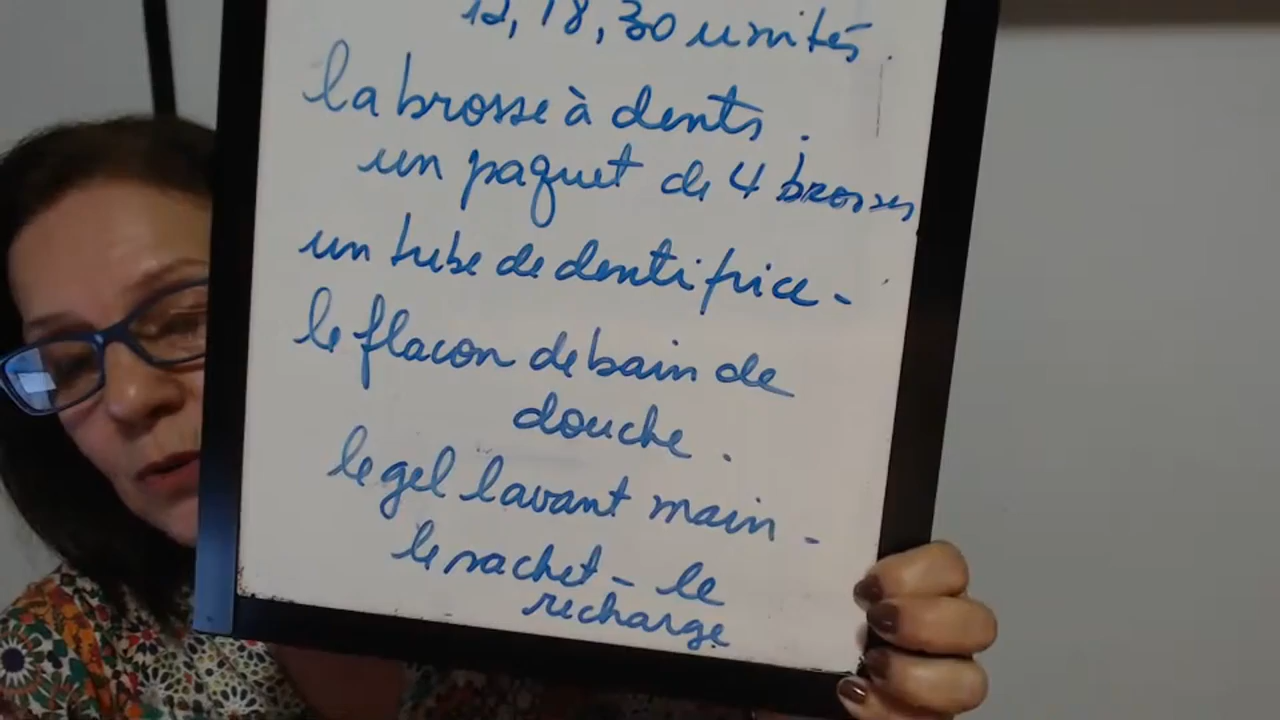 12, 18, 30 unités.
la brosse à dents.
un paquet de 4 brosses
un tube de dentifrice -
le flacon de bain de
douche.
le gel lavant main -
le sachet - le
recharge